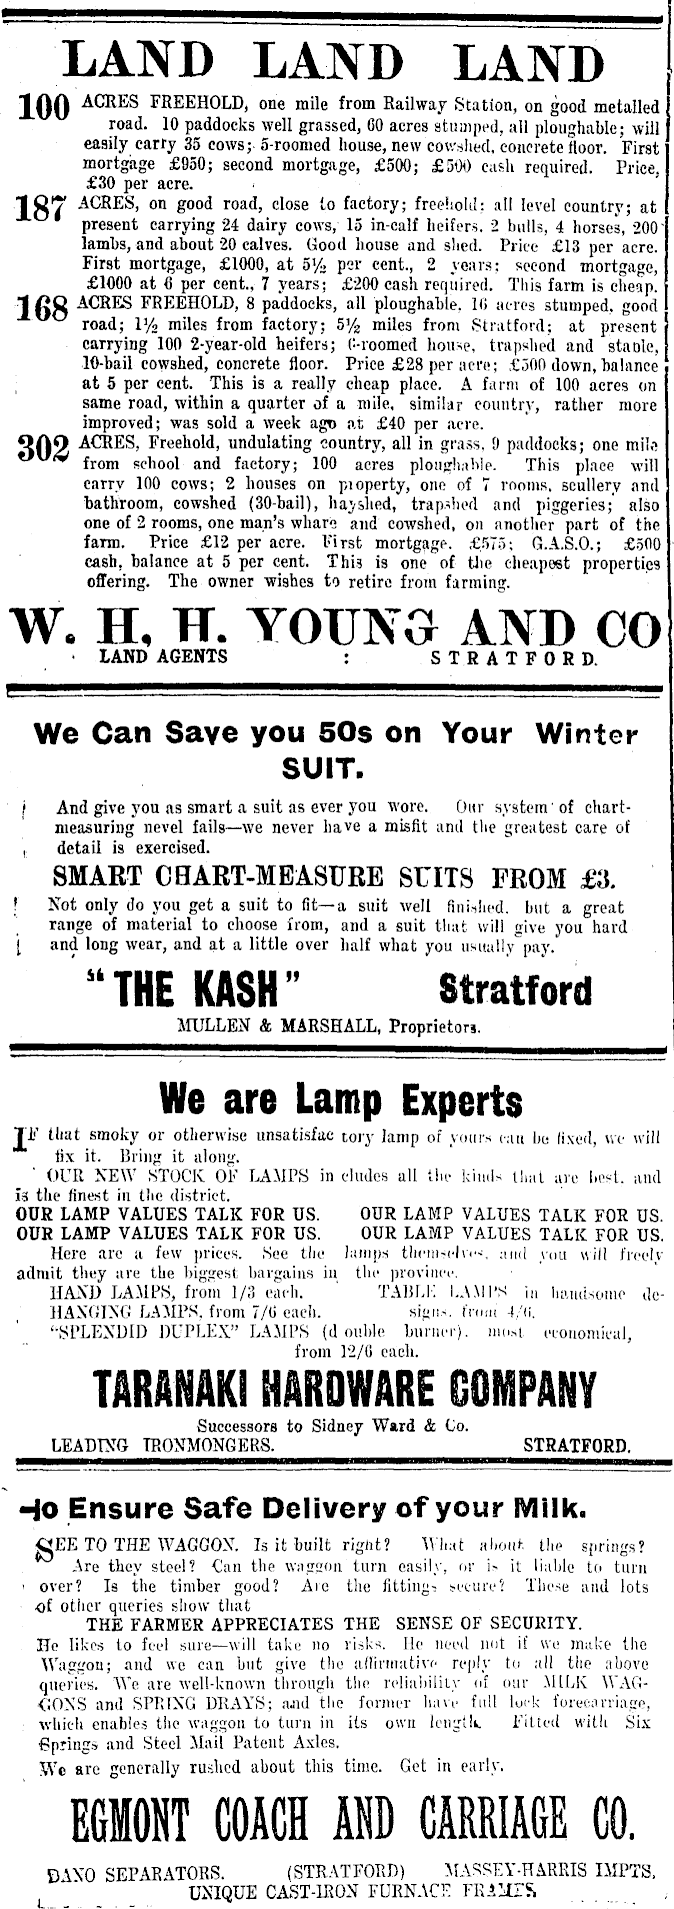 LAND LAND LAND
100 ACRES FREEHOLD, one mile from Railway Station, on good metalled
road. 10 paddocks well grassed, 60 acres stumped, all ploughable; will
easily carry 35 cows; 5-roomed house, new cowshed, concrete floor. First
mortgage £950; second mortgage, £500; £500 cash required. Price,
£30 per acre.
187 ACRES, on good road, close to factory; freehold; all level country; at
present carrying 24 dairy cows, 15 in-calf heifers, 2 bulls, 4 horses, 200
lambs, and about 20 calves. Good house and shed. Price £13 per acre.
First mortgage, £1000, at 5½ per cent., 2 years; second mortgage,
£1000 at 6 per cent., 7 years; £200 cash required. This farm is cheap.
168 ACRES FREEHOLD, 8 paddocks, all ploughable, 16 acres stumped, good
road; 1½ miles from factory; 5½ miles from Stratford; at present
carrying 100 2-year-old heifers; 6-roomed house, trapshed and stable,
10-bail cowshed, concrete floor. Price £28 per acre; £500 down, balance
at 5 per cent. This is a really cheap place. A farm of 100 acres on
same road, within a quarter of a mile, similar country, rather more
improved; was sold a week ago at £40 per acre.
302 ACRES, Freehold, undulating country, all in grass, 9 paddocks; one mile
from school and factory; 100 acres ploughable. This place will
carry 100 cows; 2 houses on property, one of 7 rooms, scullery and
bathroom, cowshed (30-bail), hayshed, trapshed and piggeries; also
one of 2 rooms, one man's whare and cowshed, on another part of the
farm. Price £12 per acre. First mortgage, £575; G.A.S.O.; £500
cash, balance at 5 per cent. This is one of the cheapest properties
offering. The owner wishes to retire from farming.
W. H. H. YOUNG AND CO
LAND AGENTS : STRATFORD.
We Can Save you 50s on Your Winter
SUIT.
And give you as smart a suit as ever you wore. Our system of chart-
measuring nevel fails—we never have a misfit and the greatest care of
detail is exercised.
SMART CHART-MEASURE SUITS FROM £3.
Not only do you get a suit to fit—a suit well finished, but a great
range of material to choose from, and a suit that will give you hard
and long wear, and at a little over half what you usually pay.
"THE KASH" Stratford
MULLEN & MARSHALL, Proprietors.
We are Lamp Experts
IF that smoky or otherwise unsatisfac tory lamp of yours can be fixed, we will
fix it. Bring it along.
OUR NEW STOCK OF LAMPS in cludes all the kinds that are best, and
is the finest in the district.
OUR LAMP VALUES TALK FOR US. OUR LAMP VALUES TALK FOR US.
OUR LAMP VALUES TALK FOR US. OUR LAMP VALUES TALK FOR US.
Here are a few prices. See the lamps themselves, and you will freely
admit they are the biggest bargains in the province.
HAND LAMPS, from 1/3 each. TABLE LAMPS in handsome de-
HANGING LAMPS, from 7/6 each. signs, from 4/6.
"SPLENDID DUPLEX" LAMPS (d ouble burner), most economical,
from 12/6 each.
TARANAKI HARDWARE COMPANY
Successors to Sidney Ward & Co.
LEADING IRONMONGERS. STRATFORD.
To Ensure Safe Delivery of your Milk.
SEE TO THE WAGGON. Is it built right? What about the springs?
Are they steel? Can the waggon turn easily, or is it liable to turn
over? Is the timber good? Are the fittings secure? These and lots
of other queries show that
THE FARMER APPRECIATES THE SENSE OF SECURITY.
He likes to feel sure—will take no risks. He need not if we make the
Waggon; and we can but give the affirmative reply to all the above
queries. We are well-known through the reliability of our MILK WAG-
GONS and SPRING DRAYS; and the former have full lock forecarriage,
which enables the waggon to turn in its own length. Fitted with Six
Springs and Steel Mail Patent Axles.
We are generally rushed about this time. Get in early.
EGMONT COACH AND CARRIAGE CO.
DANO SEPARATORS. (STRATFORD) MASSEY-HARRIS IMPTS,
UNIQUE CAST-IRON FURNACE FRAMES